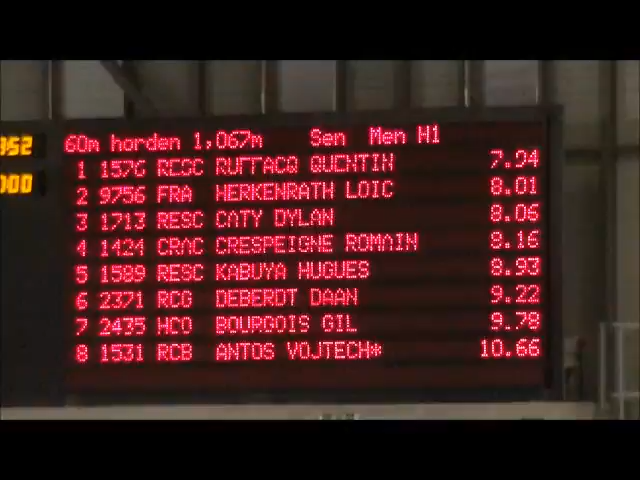 60m horden 1,067m Sen Men H1
1 1576 RESC RUFFACQ QUENTIN 7.94
2 9756 FRA HERKENRATH LOIC 8.01
3 1713 RESC CATY DYLAN 8.06
4 1424 CRAC CRESPEIGNE ROMAIN 8.16
5 1599 RESC KABUYA HUGUES 8.93
6 2371 RCG DEBERDT DAAN 9.22
7 2435 HCO BOURGOIS GIL 9.78
8 1531 RCB ANTOS VOJTECH* 10.66
352
000